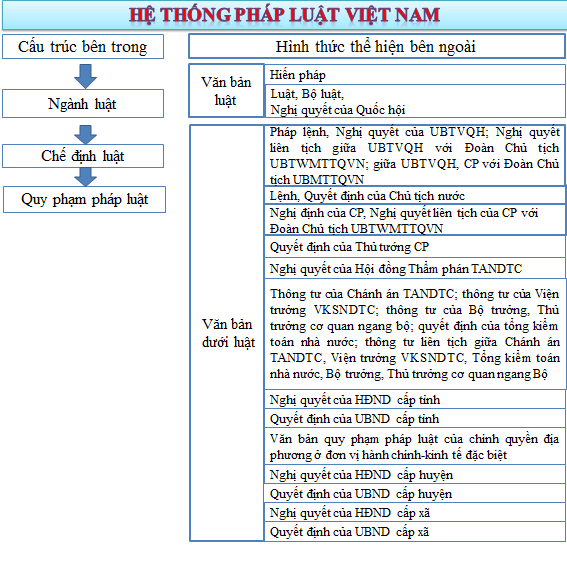 HỆ THỐNG PHÁP LUẬT VIỆT NAM
Cấu trúc bên trong
Ngành luật
Chế định luật
Quy phạm pháp luật
Hình thức thể hiện bên ngoài
Văn bản
luật
Hiến pháp
Luật, Bộ luật,
Nghị quyết của Quốc hội
Văn bản
dưới luật
Pháp lệnh, Nghị quyết của UBTVQH; Nghị quyết
liên tịch giữa UBTVQH với Đoàn Chủ tịch
UBTWMTTQVN; giữa UBTVQH, CP với Đoàn Chủ
tịch UBMTTQVN
Lệnh, Quyết định của Chủ tịch nước
Nghị định của CP, Nghị quyết liên tịch của CP với
Đoàn Chủ tịch UBTWMTTQVN
Quyết định của Thủ tướng CP
Nghị quyết của Hội đồng Thẩm phán TANDTC
Thông tư của Chánh án TANDTC; thông tư của Viện
trưởng VKSNDTC; thông tư của Bộ trưởng, Thủ
trưởng cơ quan ngang bộ; quyết định của tổng kiểm
toán nhà nước; thông tư liên tịch giữa Chánh án
TANDTC, Viện trưởng VKSNDTC, Tổng kiểm toán
nhà nước, Bộ trưởng, Thủ trưởng cơ quan ngang Bộ
Nghị quyết của HĐND cấp tỉnh
Quyết định của UBND cấp tỉnh
Văn bản quy phạm pháp luật của chính quyền địa
phương ở đơn vị hành chính-kinh tế đặc biệt
Nghị quyết của HĐND cấp huyện
Quyết định của UBND cấp huyện
Nghị quyết của HĐND cấp xã
Quyết định của UBND cấp xã